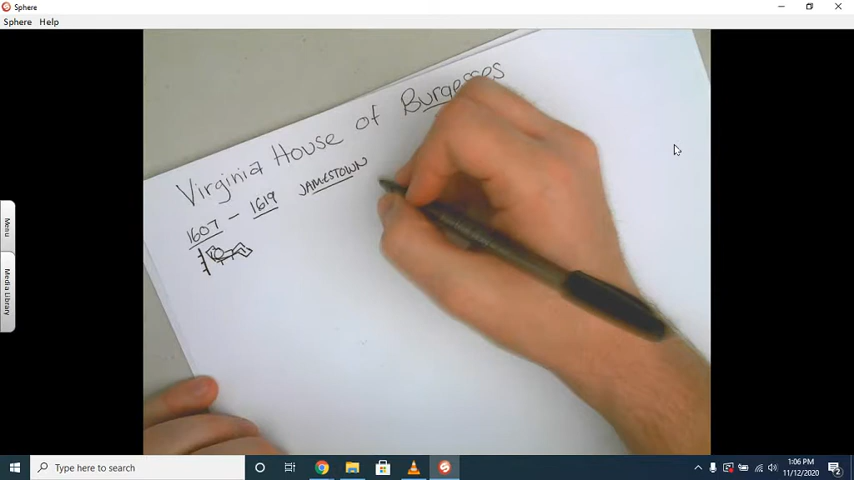 Sphere
Sphere Help
Virginia House of Burgesses
1607 - 1619 JAMESTOWN
Menu
Media Library
Type here to search
1:06 PM
11/12/2020
2